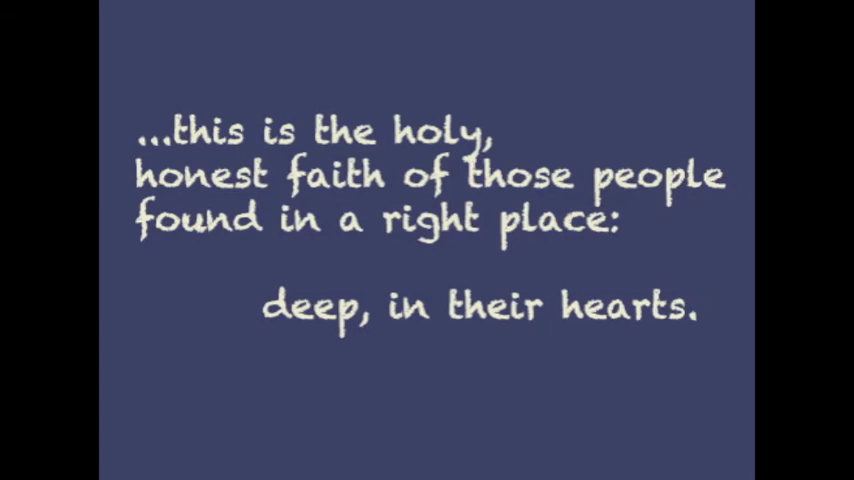 ...this is the holy,
honest faith of those people
found in a right place:
deep, in their hearts.